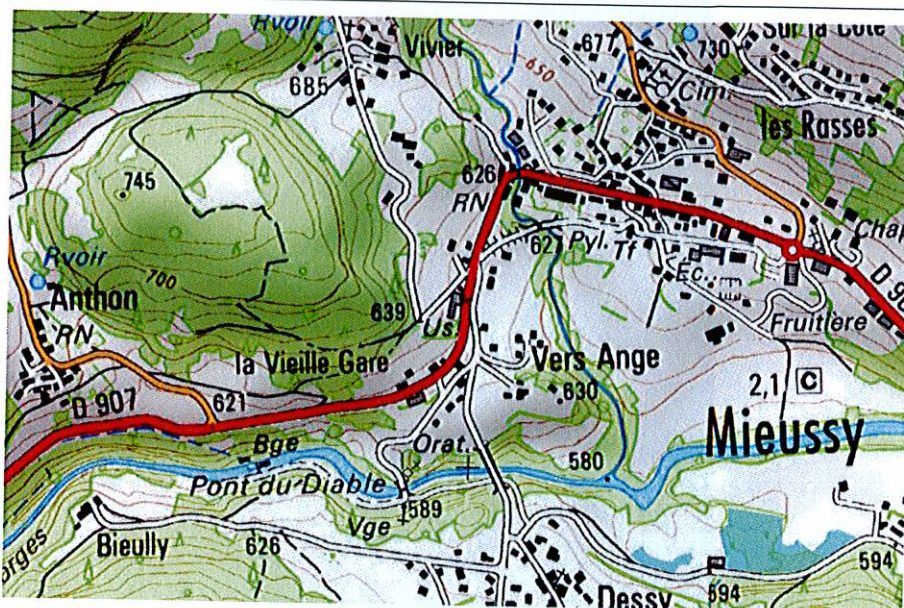 Rvoir
Vivier
677
730
Sur la Côte
685
650
Cim.
les Rasses
745
626
RN
621
Pyl.
Tf
Chap
Rvoir
700
Ec.
D 90
Anthon
RN
639
Us
Fruitière
la Vieille Gare
Vers Ange
2,1
C
D 907
621
630
Mieussy
Bge
Orat.
580
Pont du Diable
589
Vge
orges
Bieully
626
594
594
Dessy